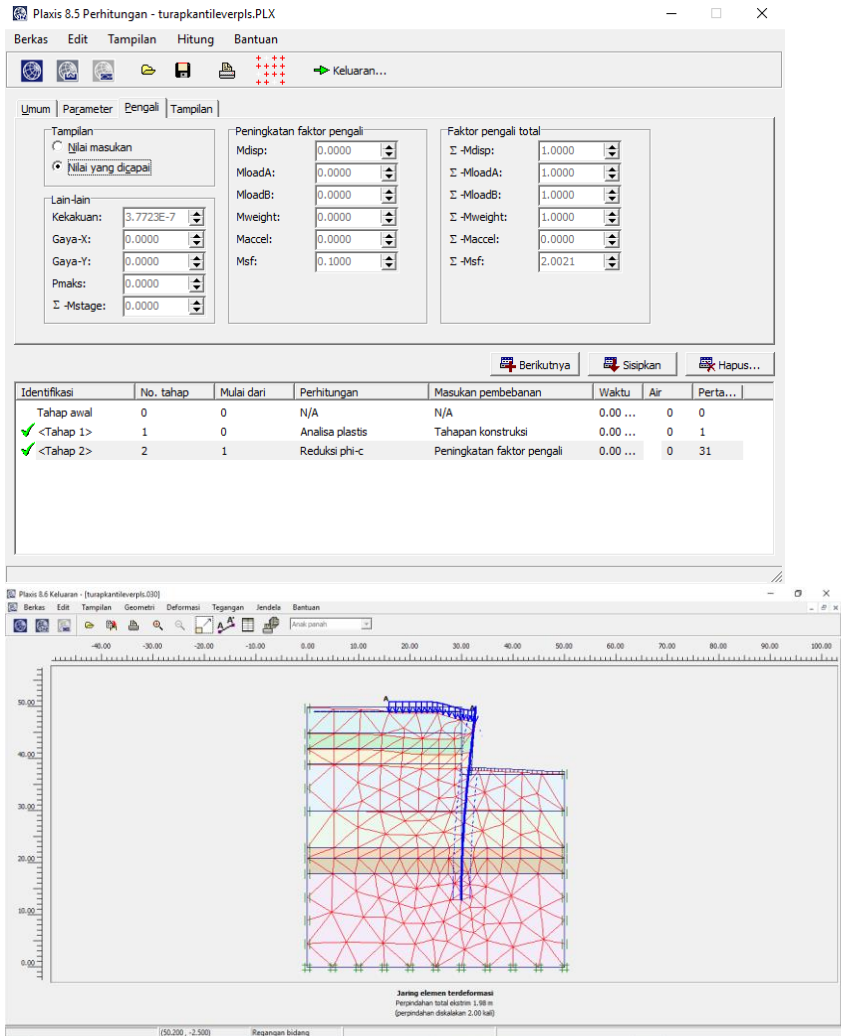 Plaxis 8.5 Perhitungan - turapkantileverpls.PLX
Berkas Edit Tampilan Hitung Bantuan
Keluaran...
Umum Parameter Pengali Tampilan
Tampilan
Nilai masukan
Nilai yang dicapai
Lain-lain
Kekakuan: 3.7723E-7
Gaya-X: 0.0000
Gaya-Y: 0.0000
Pmaks: 0.0000
Σ -Mstage: 0.0000
Peningkatan faktor pengali
Mdisp: 0.0000
MloadA: 0.0000
MloadB: 0.0000
Mweight: 0.0000
Maccel: 0.0000
Msf: 0.1000
Faktor pengali total
Σ -Mdisp: 1.0000
Σ -MloadA: 1.0000
Σ -MloadB: 1.0000
Σ -Mweight: 1.0000
Σ -Maccel: 0.0000
Σ -Msf: 2.0021
Berikutnya Sisipkan Hapus...
Identifikasi No. tahap Mulai dari Perhitungan Masukan pembebanan Waktu Air Perta...
Tahap awal 0 0 N/A N/A 0.00 ... 0 0
<Tahap 1> 1 0 Analisa plastis Tahapan konstruksi 0.00 ... 0 1
<Tahap 2> 2 1 Reduksi phi-c Peningkatan faktor pengali 0.00 ... 0 31
Plaxis 8.6 Keluaran - [turapkantileverpls.030]
Berkas Edit Tampilan Geometri Deformasi Tegangan Jendela Bantuan
Anak panah
-40.00 -30.00 -20.00 -10.00 0.00 10.00 20.00 30.00 40.00 50.00 60.00 70.00 80.00 90.00 100.00
50.00
40.00
30.00
20.00
10.00
0.00
A
A
Jaring elemen terdeformasi
Perpindahan total ekstrim 1.98 m
(perpindahan diskalakan 2.00 kali)
(50.200 , -2.500) Regangan bidang